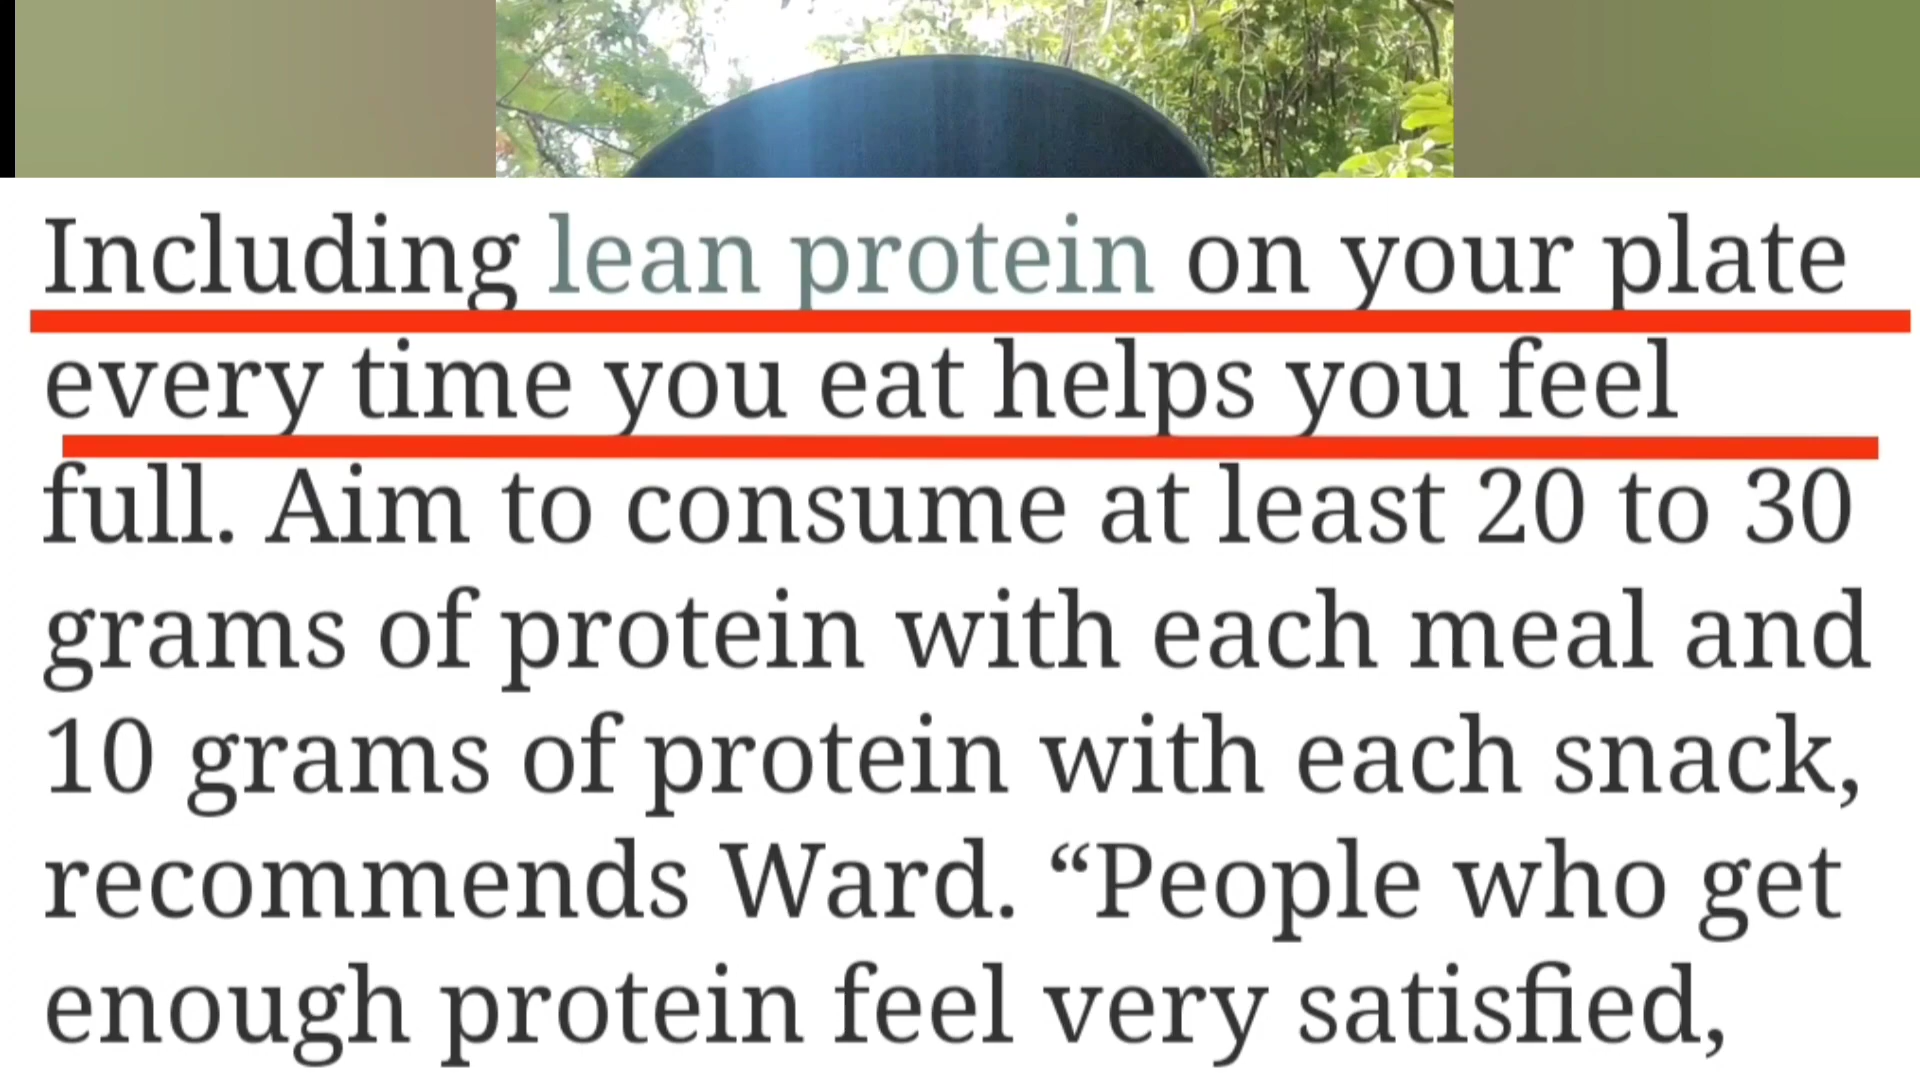 Including lean protein on your plate
every time you eat helps you feel
full. Aim to consume at least 20 to 30
grams of protein with each meal and
10 grams of protein with each snack,
recommends Ward. “People who get
enough protein feel very satisfied,